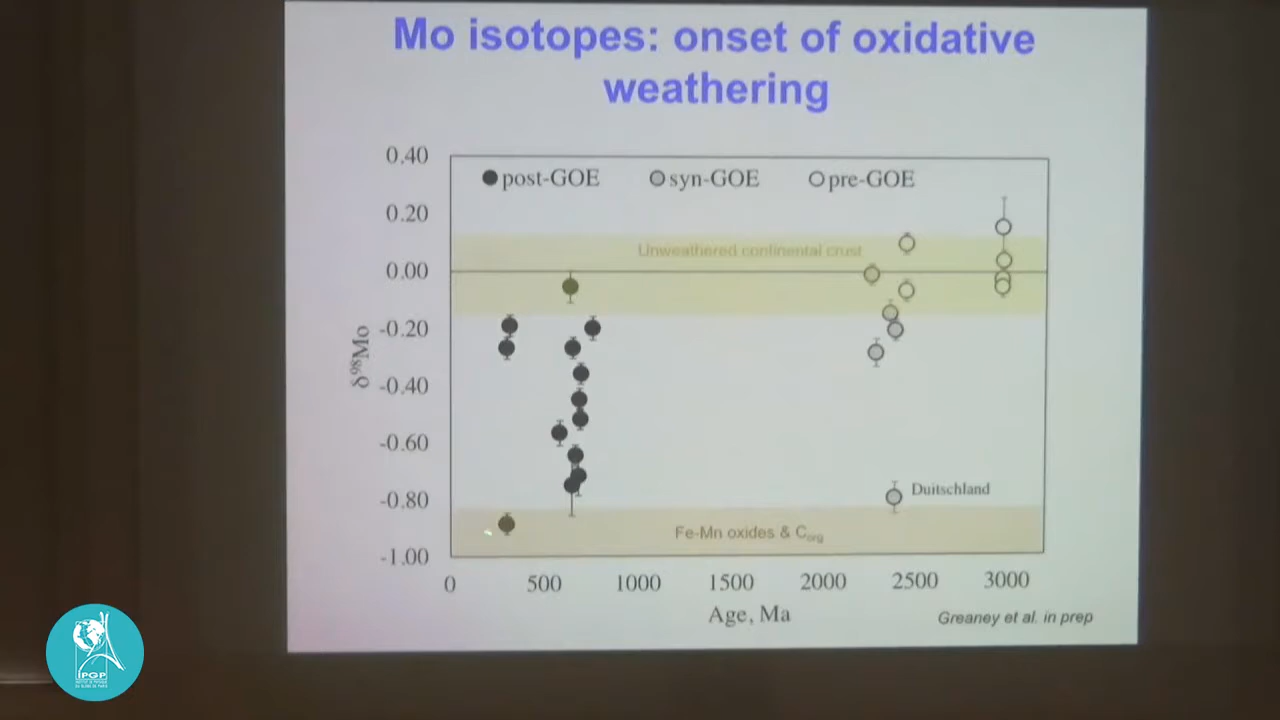 Mo isotopes: onset of oxidative
weathering
0.40
post-GOE
syn-GOE
pre-GOE
0.20
Unweathered continental crust
0.00
-0.20
δ⁹⁸Mo
-0.40
-0.60
-0.80
Duitschland
Fe-Mn oxides & Corg
-1.00
0 500 1000 1500 2000 2500 3000
Age, Ma
Greaney et al. in prep
IPGP